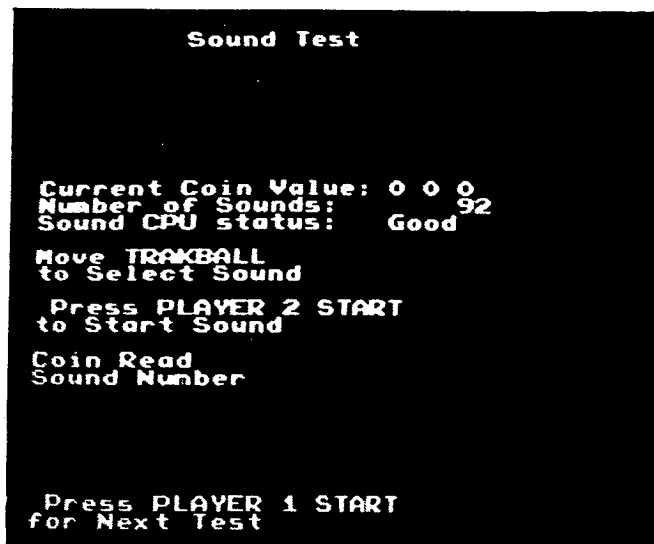 Sound Test
Current Coin Value: 0 0 0
Number of Sounds: 92
Sound CPU status: Good
Move TRAKBALL
to Select Sound
Press PLAYER 2 START
to Start Sound
Coin Read
Sound Number
Press PLAYER 1 START
for Next Test